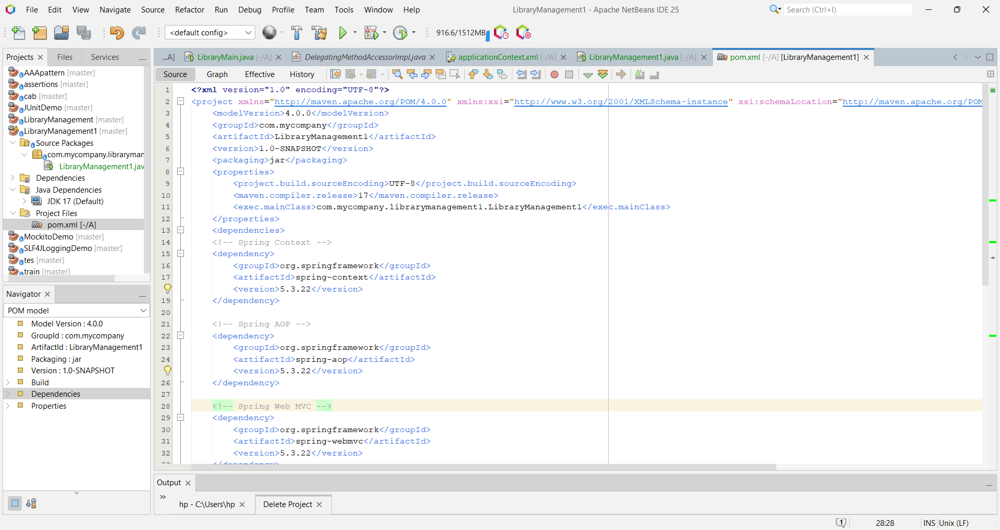 File Edit View Navigate Source Refactor Run Debug Profile Team Tools Window Help
LibraryManagement1 - Apache NetBeans IDE 25
Search (Ctrl+I)
<default config>
916.6/1512MB
Projects
Files
Services
...A]
LibraryMain.java [-/A]
DelegatingMethodAccessorImpl.java
applicationContext.xml [-/A]
LibraryManagement1.java [-/A]
pom.xml [-/A] [LibraryManagement1]
Source
Graph
Effective
History
AAApattern [master]
assertions [master]
cab [master]
JUnitDemo [master]
LibraryManagement [master]
LibraryManagement1 [master]
Source Packages
com.mycompany.libraryman
LibraryManagement1.jav
Dependencies
Java Dependencies
JDK 17 (Default)
Project Files
pom.xml [-/A]
MockitoDemo [master]
SLF4JLoggingDemo [master]
tes [master]
train [master]
Navigator
POM model
Model Version : 4.0.0
GroupId : com.mycompany
ArtifactId : LibraryManagement1
Packaging : jar
Version : 1.0-SNAPSHOT
Build
Dependencies
Properties
1 <?xml version="1.0" encoding="UTF-8"?>
2 <project xmlns="http://maven.apache.org/POM/4.0.0" xmlns:xsi="http://www.w3.org/2001/XMLSchema-instance" xsi:schemaLocation="http://maven.apache.org/POM
3 <modelVersion>4.0.0</modelVersion>
4 <groupId>com.mycompany</groupId>
5 <artifactId>LibraryManagement1</artifactId>
6 <version>1.0-SNAPSHOT</version>
7 <packaging>jar</packaging>
8 <properties>
9 <project.build.sourceEncoding>UTF-8</project.build.sourceEncoding>
10 <maven.compiler.release>17</maven.compiler.release>
11 <exec.mainClass>com.mycompany.librarymanagement1.LibraryManagement1</exec.mainClass>
12 </properties>
13 <dependencies>
14 <!-- Spring Context -->
15 <dependency>
16 <groupId>org.springframework</groupId>
17 <artifactId>spring-context</artifactId>
<version>5.3.22</version>
19 </dependency>
20
21 <!-- Spring AOP -->
22 <dependency>
23 <groupId>org.springframework</groupId>
24 <artifactId>spring-aop</artifactId>
<version>5.3.22</version>
26 </dependency>
27
28 <!-- Spring Web MVC -->
29 <dependency>
30 <groupId>org.springframework</groupId>
31 <artifactId>spring-webmvc</artifactId>
32 <version>5.3.22</version>
33 </dependency>
Output
hp - C:\Users\hp
Delete Project
1
28:28
INS
Unix (LF)